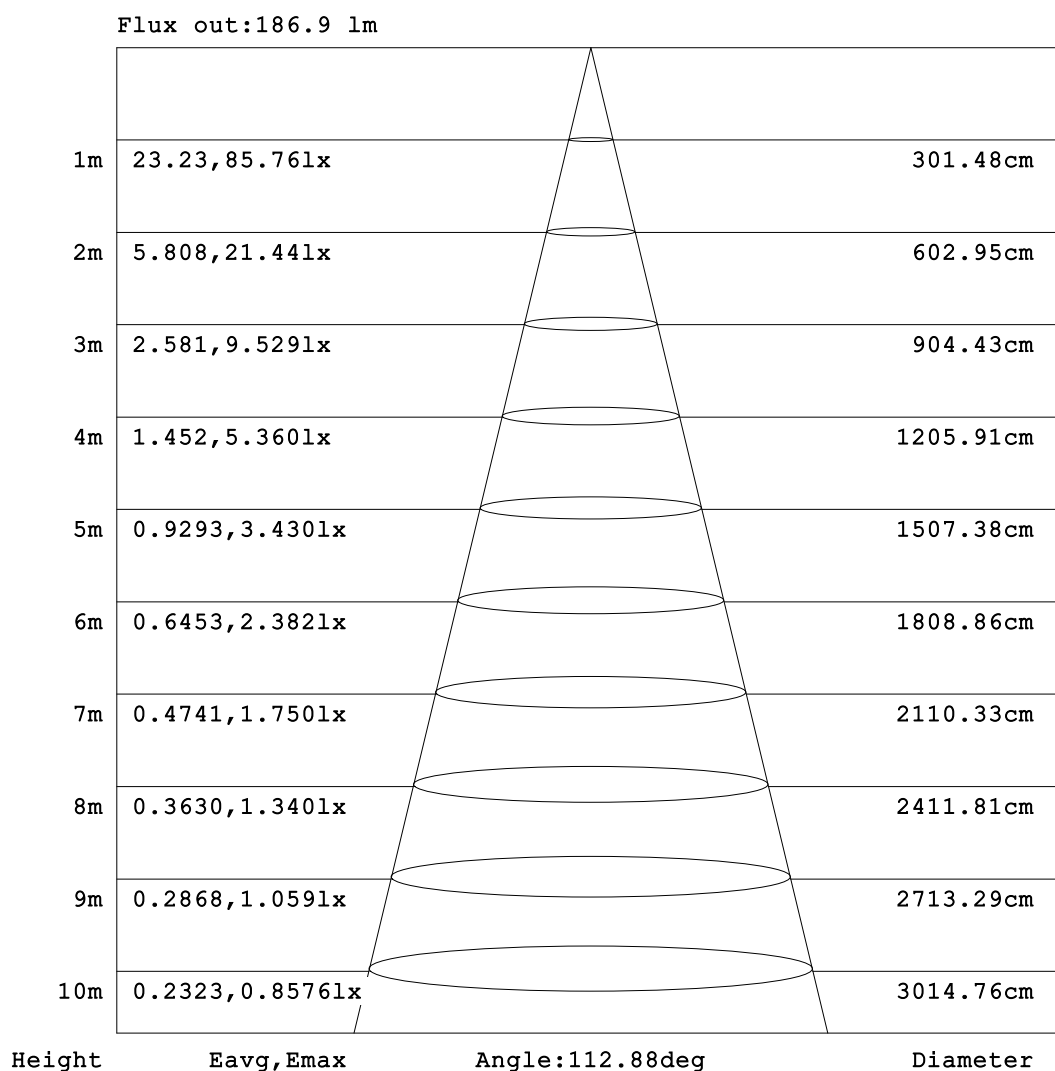 Flux out:186.9 lm
1m 23.23,85.76lx 301.48cm
2m 5.808,21.44lx 602.95cm
3m 2.581,9.529lx 904.43cm
4m 1.452,5.360lx 1205.91cm
5m 0.9293,3.430lx 1507.38cm
6m 0.6453,2.382lx 1808.86cm
7m 0.4741,1.750lx 2110.33cm
8m 0.3630,1.340lx 2411.81cm
9m 0.2868,1.059lx 2713.29cm
10m 0.2323,0.8576lx 3014.76cm
Height Eavg,Emax Angle:112.88deg Diameter